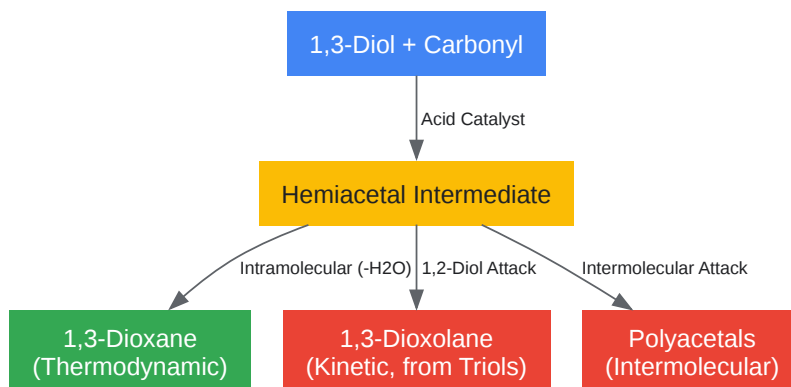 1,3-Diol + Carbonyl
Acid Catalyst
Hemiacetal Intermediate
Intramolecular (-H2O)
1,2-Diol Attack
Intermolecular Attack
1,3-Dioxane
(Thermodynamic)
1,3-Dioxolane
(Kinetic, from Triols)
Polyacetals
(Intermolecular)